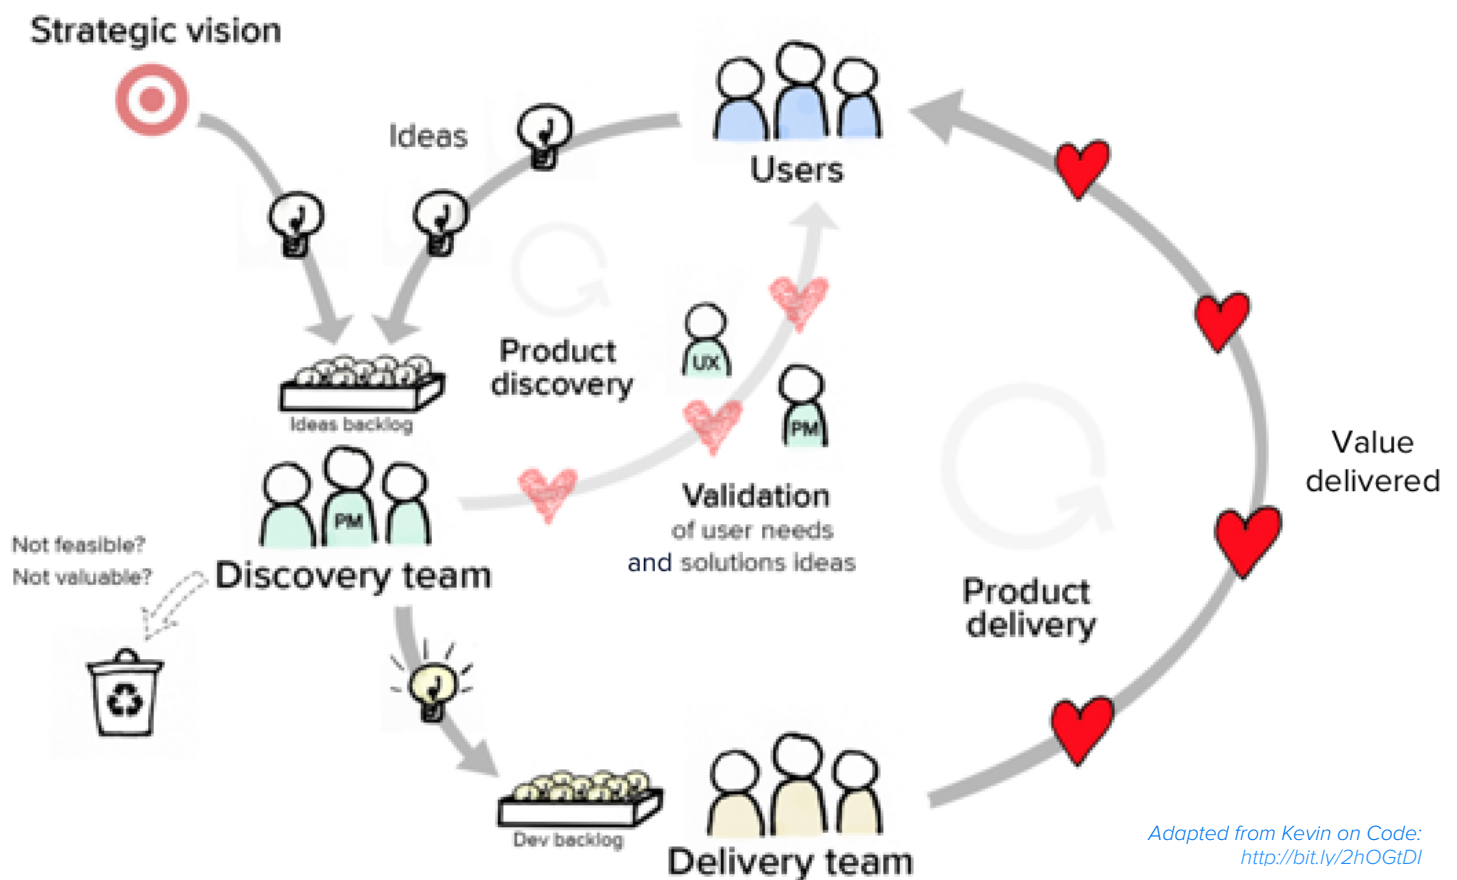 Strategic vision
Ideas
Users
Product
discovery
UX
PM
Ideas backlog
PM
Validation
of user needs
and solutions ideas
Value
delivered
Not feasible?
Not valuable?
Discovery team
Product
delivery
Dev backlog
Delivery team
Adapted from Kevin on Code:
http://bit.ly/2hOGtDI